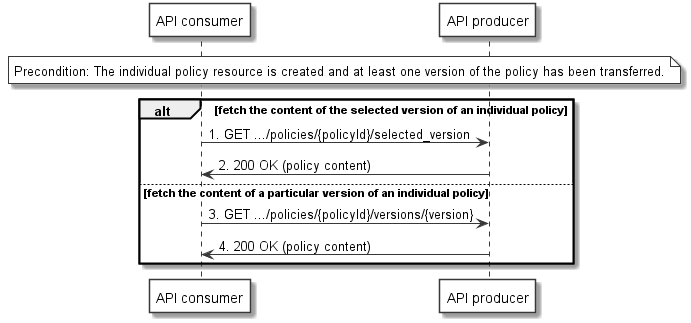 API consumer
API producer
Precondition: The individual policy resource is created and at least one version of the policy has been transferred.
alt
[fetch the content of the selected version of an individual policy]
1. GET .../policies/{policyId}/selected_version
2. 200 OK (policy content)
[fetch the content of a particular version of an individual policy]
3. GET .../policies/{policyId}/versions/{version}
4. 200 OK (policy content)
API consumer
API producer